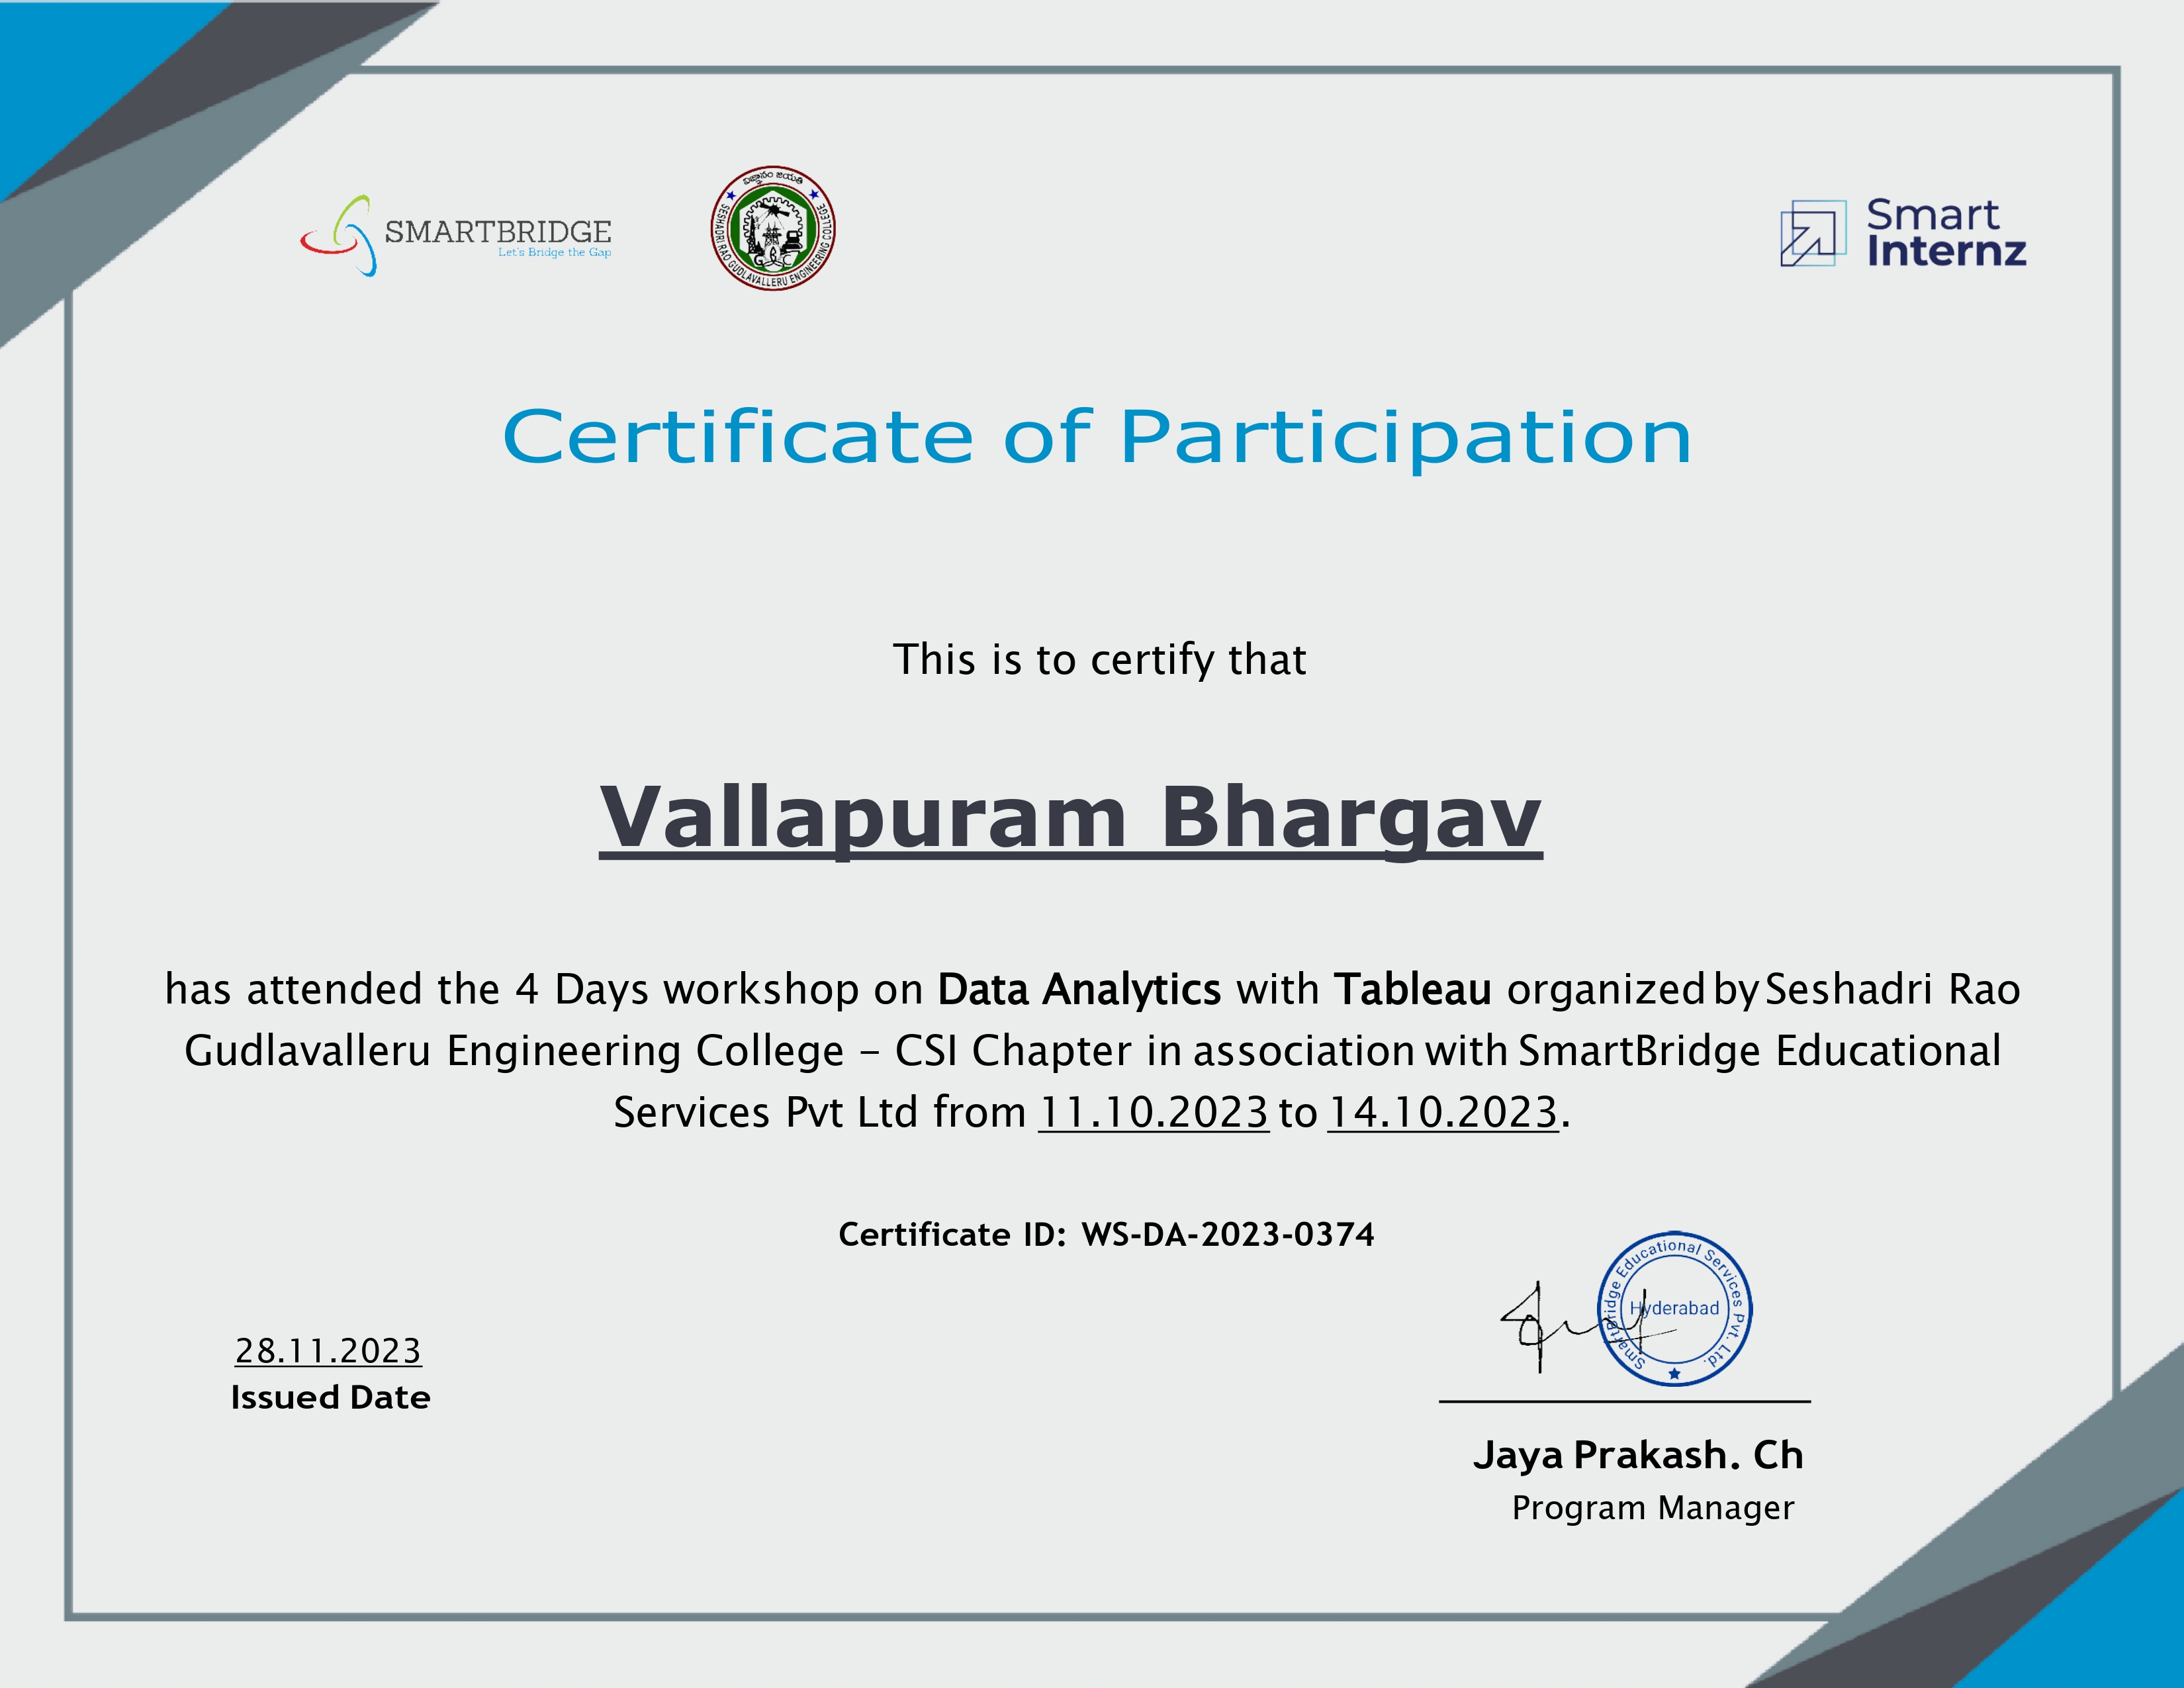 SMARTBRIDGE
Let's Bridge the Gap
విజ్ఞానం జయతి
SESHADRI RAO GUDLAVALLERU ENGINEERING COLLEGE
G E C
Smart
Internz
Certificate of Participation
This is to certify that
Vallapuram Bhargav
has attended the 4 Days workshop on Data Analytics with Tableau organized by Seshadri Rao
Gudlavalleru Engineering College – CSI Chapter in association with SmartBridge Educational
Services Pvt Ltd from 11.10.2023 to 14.10.2023.
Certificate ID: WS-DA-2023-0374
SmartBridge Educational Services Pvt. Ltd.
Hyderabad
28.11.2023
Issued Date
Jaya Prakash. Ch
Program Manager